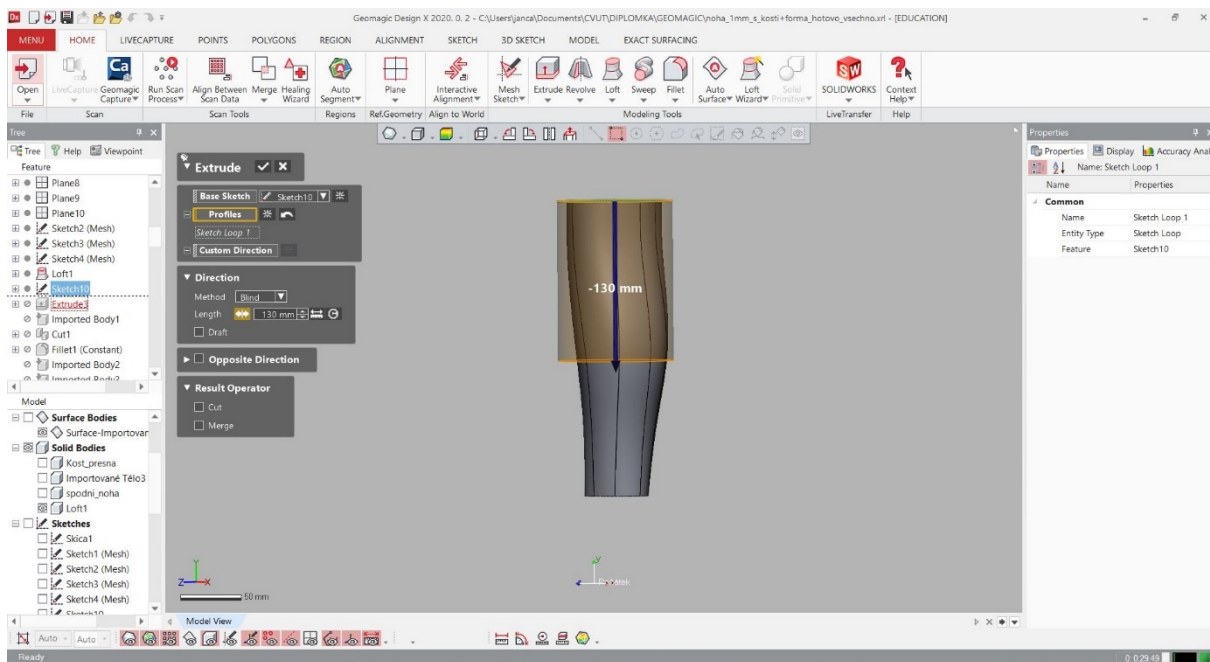 Geomagic Design X 2020. 0. 2 - C:\Users\janca\Documents\CVUT\DIPLOMKA\GEOMAGIC\noha_1mm_s_kosti+forma_hotovo_vsechno.xrl - [EDUCATION]
MENU HOME LIVECAPTURE POINTS POLYGONS REGION ALIGNMENT SKETCH 3D SKETCH MODEL EXACT SURFACING
Open LiveCapture Geomagic Capture Run Scan Process Align Between Scan Data Merge Healing Wizard Auto Segment Plane Interactive Alignment Mesh Sketch Extrude Revolve Loft Sweep Fillet Auto Surface Loft Wizard Solid Primitive SOLIDWORKS Context Help
File Scan Scan Tools Regions Ref.Geometry Align to World Modeling Tools LiveTransfer Help
Tree
Tree Help Viewpoint
Feature
Plane8
Plane9
Plane10
Sketch2 (Mesh)
Sketch3 (Mesh)
Sketch4 (Mesh)
Loft1
Sketch10
Extrude3
Imported Body1
Cut1
Fillet1 (Constant)
Imported Body2
Model
Surface Bodies
Surface-Importovar
Solid Bodies
Kost_presna
Importované Tělo3
spodni_noha
Loft1
Sketches
Skica1
Sketch1 (Mesh)
Sketch2 (Mesh)
Sketch3 (Mesh)
Sketch4 (Mesh)
Sketch10
Extrude
Base Sketch Sketch10
Profiles
Sketch Loop 1
Custom Direction
Direction
Method Blind
Length 130 mm
Draft
Opposite Direction
Result Operator
Cut
Merge
-130 mm
Y
Z X
50 mm
Y
Model View
Properties
Properties Display Accuracy Anal
Name: Sketch Loop 1
Name Properties
Common
Name Sketch Loop 1
Entity Type Sketch Loop
Feature Sketch10
Auto Auto
Ready
0:0:29.49